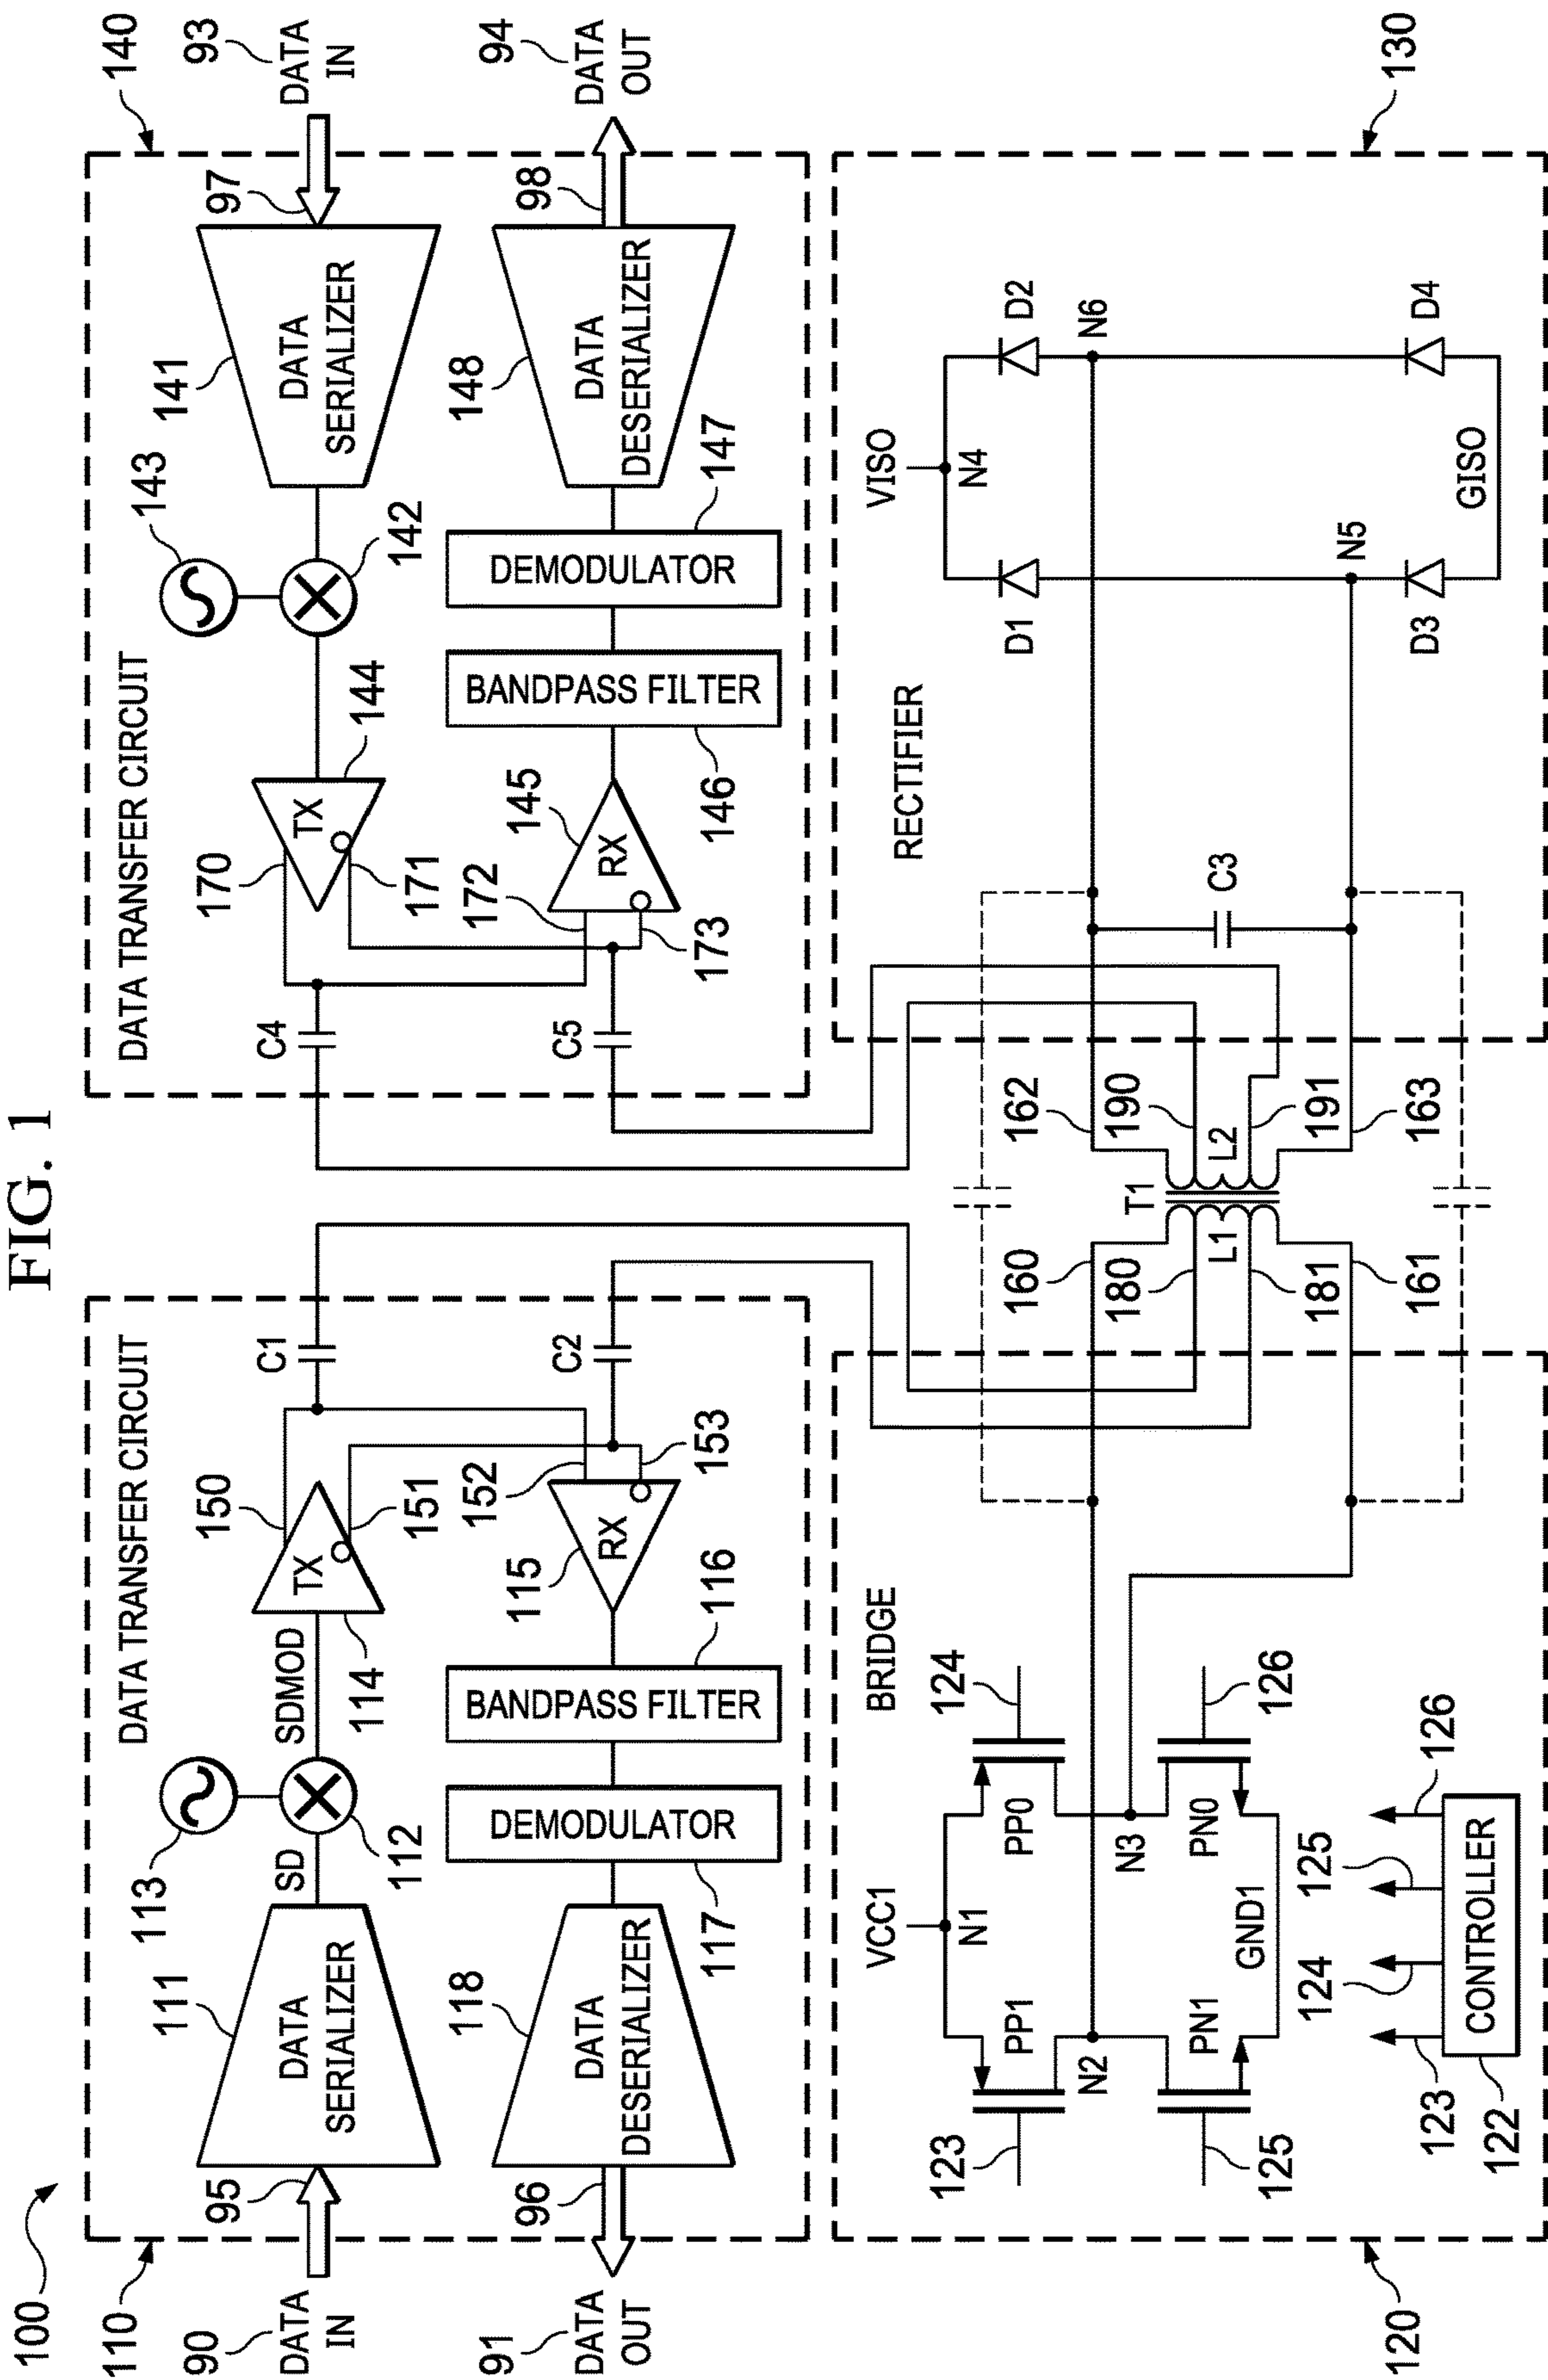 FIG. 1
100
110
90
DATA
IN
95
111
DATA
SERIALIZER
113
SD
112
SDMOD
114
TX
150
151
DATA TRANSFER CIRCUIT
C1
91
DATA
OUT
96
118
DATA
DESERIALIZER
117
DEMODULATOR
116
BANDPASS FILTER
115
RX
152
153
C2
DATA TRANSFER CIRCUIT
140
93
DATA
IN
97
141
DATA
SERIALIZER
143
142
144
TX
170
171
C4
94
DATA
OUT
98
148
DATA
DESERIALIZER
147
DEMODULATOR
146
BANDPASS FILTER
145
RX
172
173
C5
120
BRIDGE
VCC1
N1
123
PP1
PP0
124
N2
N3
125
PN1
PN0
126
GND1
123
124
125
126
122
CONTROLLER
160
180
L1
181
161
T1
162
190
L2
191
163
130
RECTIFIER
C3
VISO
N4
D1
D2
N6
N5
D3
D4
GISO